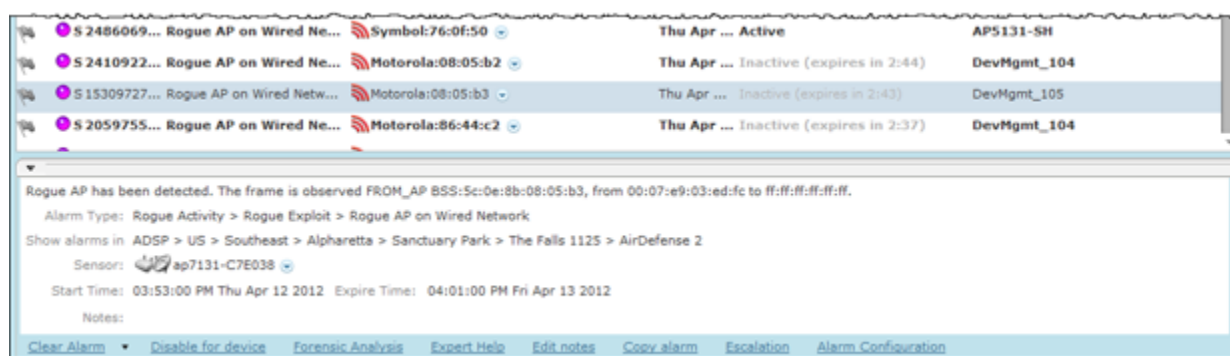 S 2486069... Rogue AP on Wired Ne... Symbol:76:0f:50 Thu Apr ... Active AP5131-SH
S 2410922... Rogue AP on Wired Ne... Motorola:08:05:b2 Thu Apr ... Inactive (expires in 2:44) DevMgmt_104
S 15309727... Rogue AP on Wired Netw... Motorola:08:05:b3 Thu Apr ... Inactive (expires in 2:43) DevMgmt_105
S 2059755... Rogue AP on Wired Ne... Motorola:86:44:c2 Thu Apr ... Inactive (expires in 2:37) DevMgmt_104
Rogue AP has been detected. The frame is observed FROM_AP BSS:5c:0e:8b:08:05:b3, from 00:07:e9:03:ed:fc to ff:ff:ff:ff:ff:ff.
Alarm Type: Rogue Activity > Rogue Exploit > Rogue AP on Wired Network
Show alarms in ADSP > US > Southeast > Alpharetta > Sanctuary Park > The Falls 1125 > AirDefense 2
Sensor: ap7131-C7E038
Start Time: 03:53:00 PM Thu Apr 12 2012 Expire Time: 04:01:00 PM Fri Apr 13 2012
Notes:
Clear Alarm Disable for device Forensic Analysis Expert Help Edit notes Copy alarm Escalation Alarm Configuration